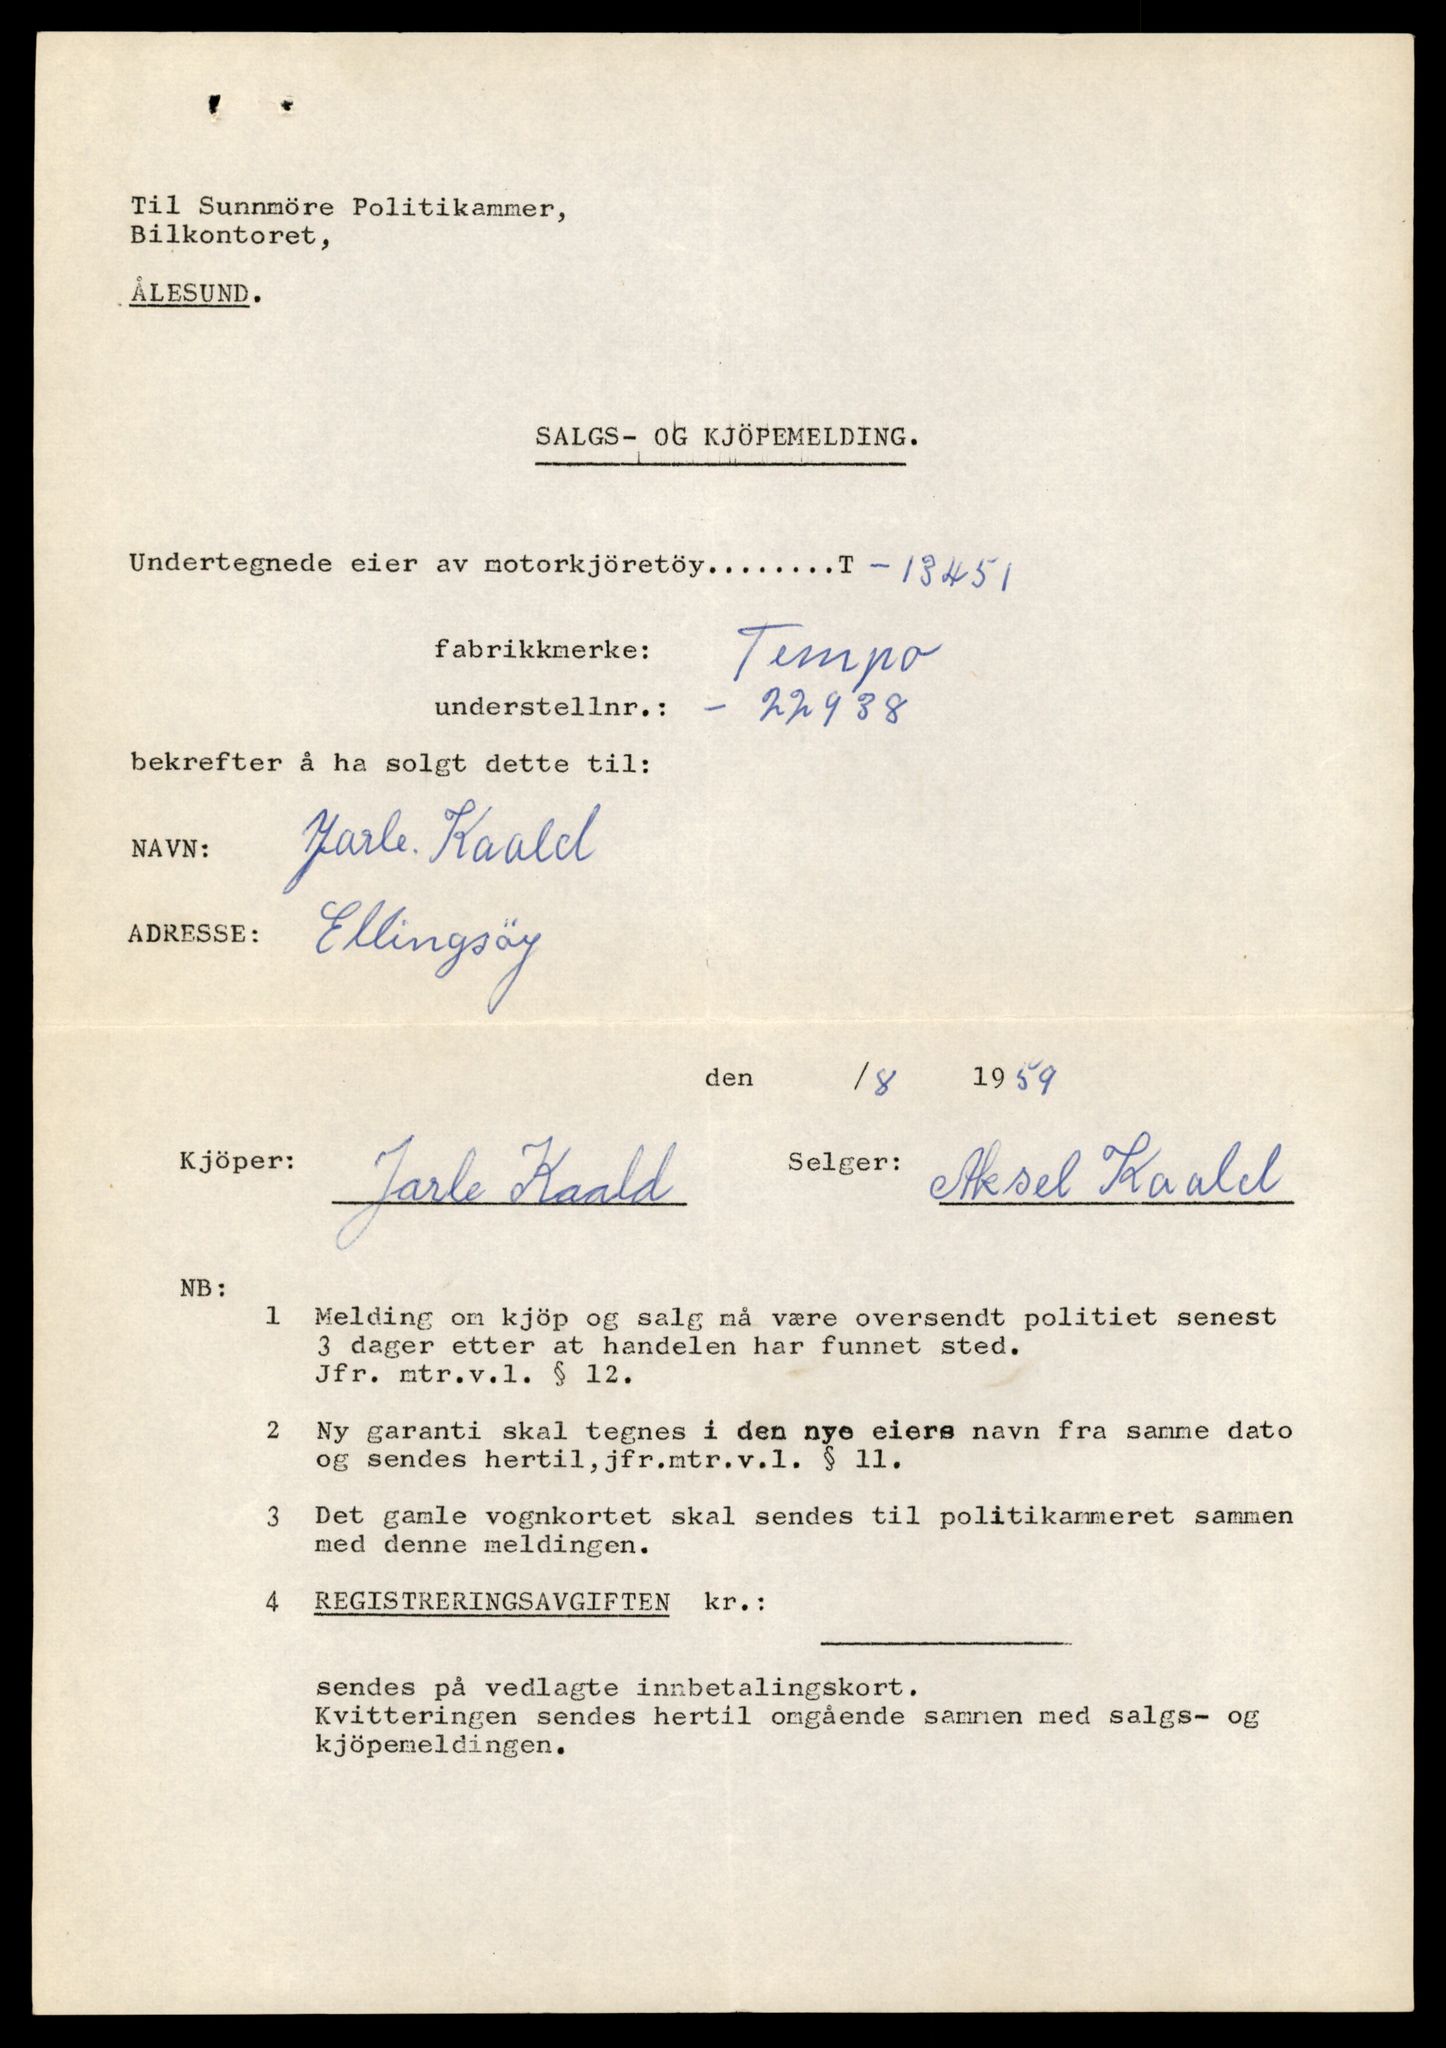 Til Sunnmöre Politikammer,
Bilkontoret,
ÅLESUND.
SALGS- OG KJÖPEMELDING.
Undertegnede eier av motorkjöretöy........T - 13451
fabrikkmerke: Tempo
understellnr.: - 22938
bekrefter å ha solgt dette til:
NAVN: Jarle. Kaald
ADRESSE: Ellingsöy
den /8 1959
Kjöper: Jarle Kaald Selger: Aksel Kaald
NB:
1 Melding om kjöp og salg må være oversendt politiet senest
3 dager etter at handelen har funnet sted.
Jfr. mtr.v.l. § 12.
2 Ny garanti skal tegnes i den nye eiers navn fra samme dato
og sendes hertil,jfr.mtr.v.l. § 11.
3 Det gamle vognkortet skal sendes til politikammeret sammen
med denne meldingen.
4 REGISTRERINGSAVGIFTEN kr.:
sendes på vedlagte innbetalingskort.
Kvitteringen sendes hertil omgående sammen med salgs- og
kjöpemeldingen.